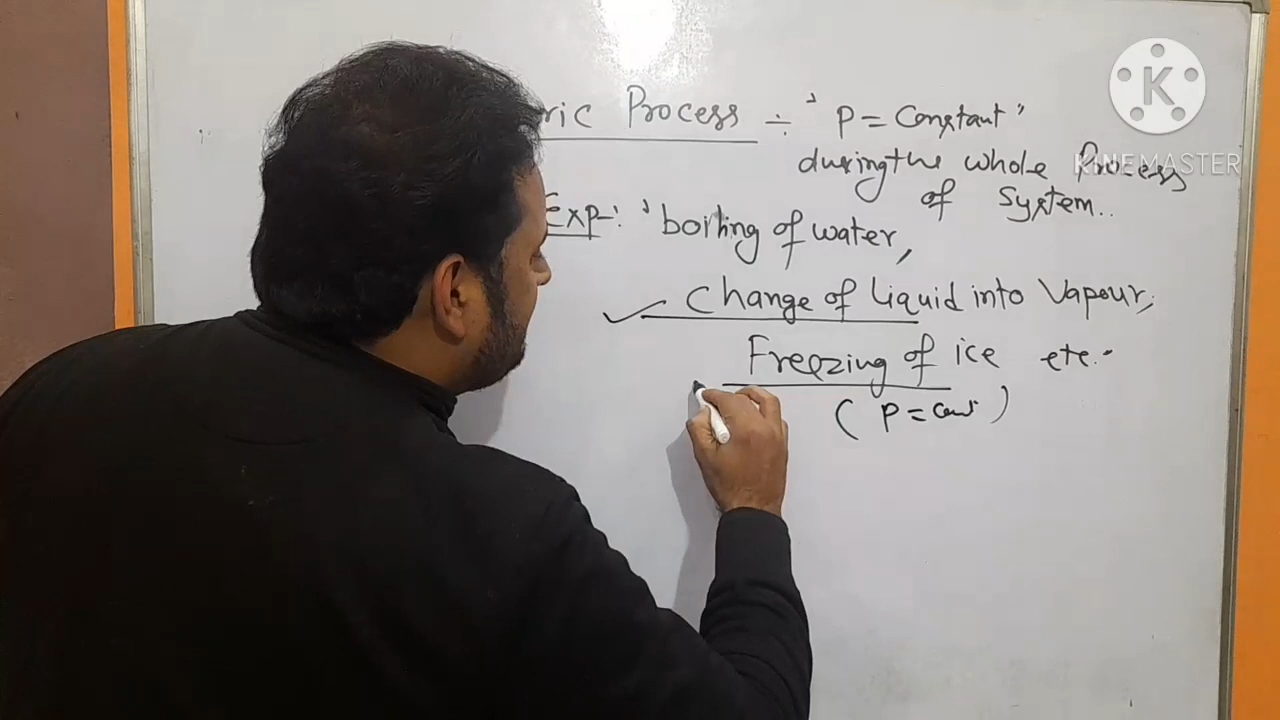 ric Process ÷ ' P = Constant '
during the whole Process
of System..
Exp-: ' boiling of water,
Change of Liquid into Vapour,
Freezing of ice etc.
( P = const )
K
KINEMASTER